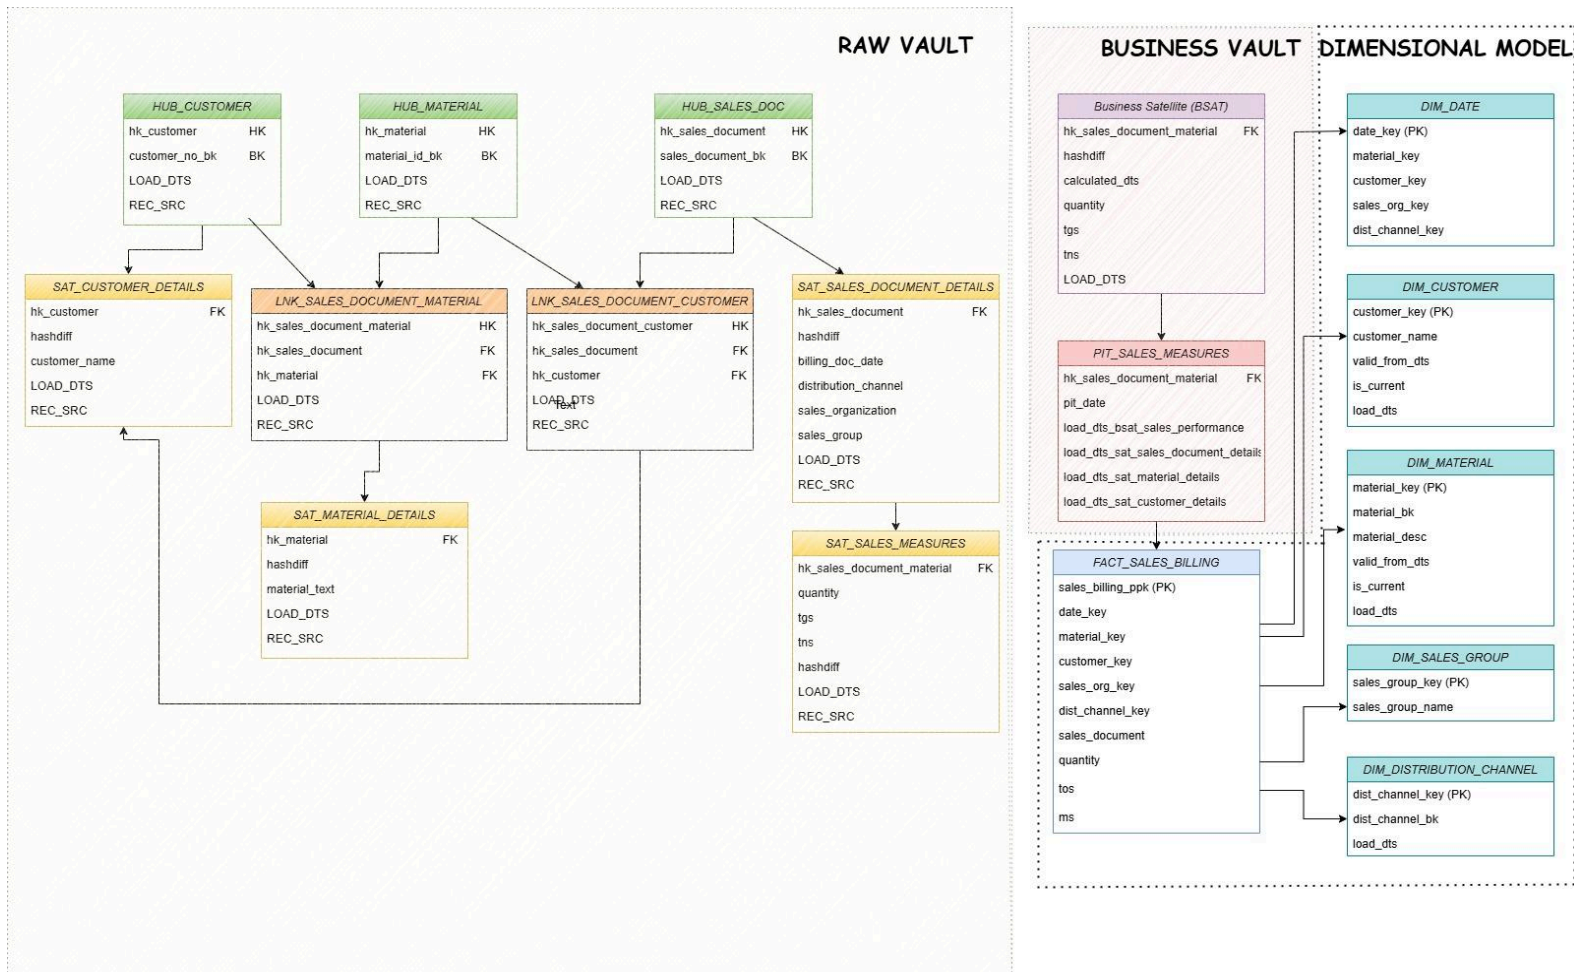 RAW VAULT
HUB_CUSTOMER
hk_customer HK
customer_no_bk BK
LOAD_DTS
REC_SRC
HUB_MATERIAL
hk_material HK
material_id_bk BK
LOAD_DTS
REC_SRC
HUB_SALES_DOC
hk_sales_document HK
sales_document_bk BK
LOAD_DTS
REC_SRC
SAT_CUSTOMER_DETAILS
hk_customer FK
hashdiff
customer_name
LOAD_DTS
REC_SRC
LNK_SALES_DOCUMENT_MATERIAL
hk_sales_document_material HK
hk_sales_document FK
hk_material FK
LOAD_DTS
REC_SRC
LNK_SALES_DOCUMENT_CUSTOMER
hk_sales_document_customer HK
hk_sales_document FK
hk_customer FK
LOAD_DTS
Text
REC_SRC
SAT_SALES_DOCUMENT_DETAILS
hk_sales_document FK
hashdiff
billing_doc_date
distribution_channel
sales_organization
sales_group
LOAD_DTS
REC_SRC
SAT_MATERIAL_DETAILS
hk_material FK
hashdiff
material_text
LOAD_DTS
REC_SRC
SAT_SALES_MEASURES
hk_sales_document_material FK
quantity
tgs
tns
hashdiff
LOAD_DTS
REC_SRC
BUSINESS VAULT
Business Satellite (BSAT)
hk_sales_document_material FK
hashdiff
calculated_dts
quantity
tgs
tns
LOAD_DTS
PIT_SALES_MEASURES
hk_sales_document_material FK
pit_date
load_dts_bsat_sales_performance
load_dts_sat_sales_document_details
load_dts_sat_material_details
load_dts_sat_customer_details
FACT_SALES_BILLING
sales_billing_ppk (PK)
date_key
material_key
customer_key
sales_org_key
dist_channel_key
sales_document
quantity
tos
ms
DIMENSIONAL MODEL
DIM_DATE
date_key (PK)
material_key
customer_key
sales_org_key
dist_channel_key
DIM_CUSTOMER
customer_key (PK)
customer_name
valid_from_dts
is_current
load_dts
DIM_MATERIAL
material_key (PK)
material_bk
material_desc
valid_from_dts
is_current
load_dts
DIM_SALES_GROUP
sales_group_key (PK)
sales_group_name
DIM_DISTRIBUTION_CHANNEL
dist_channel_key (PK)
dist_channel_bk
load_dts